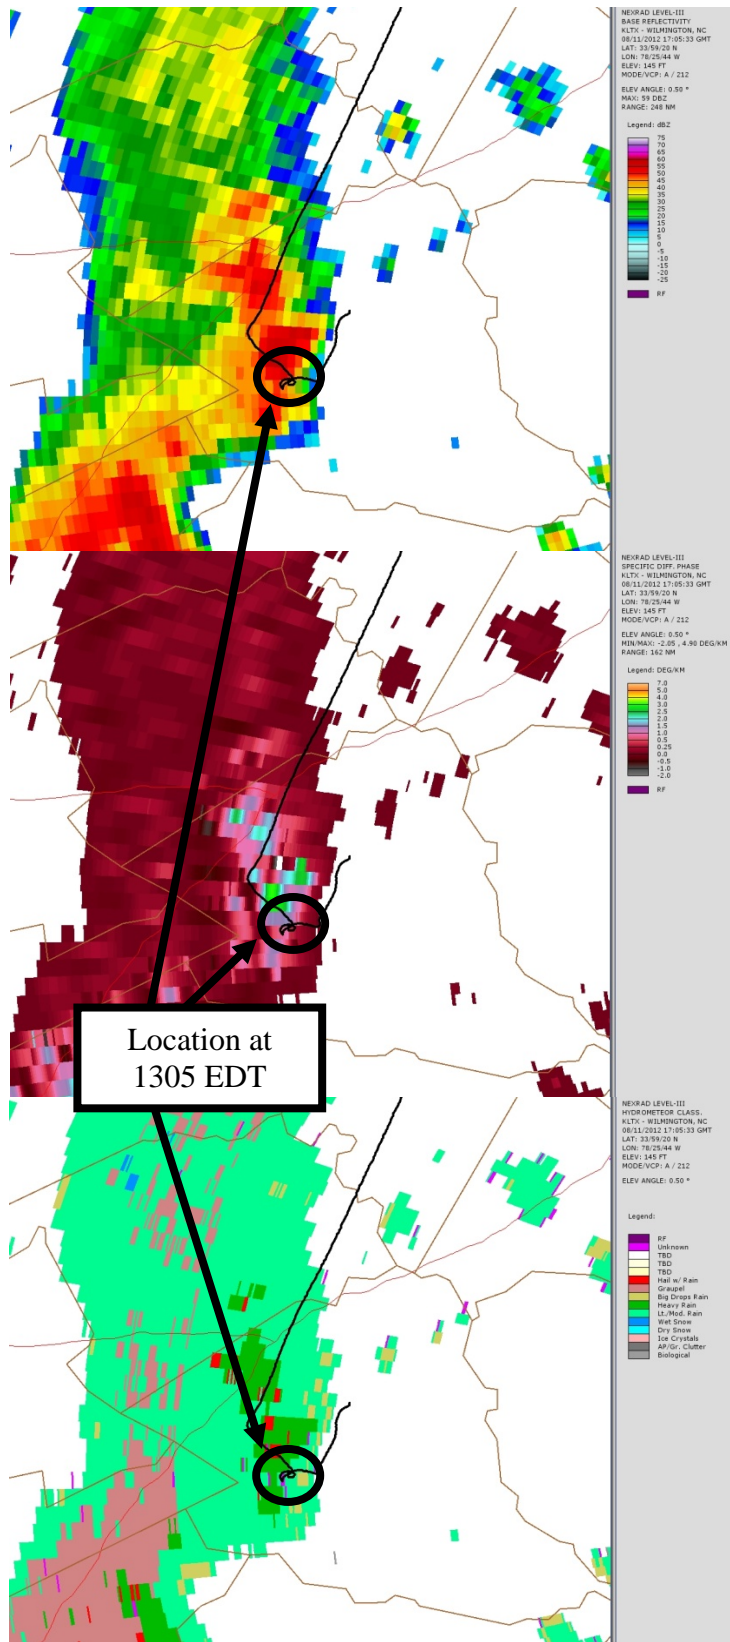 NEXRAD LEVEL-III
BASE REFLECTIVITY
KLTX - WILMINGTON, NC
08/11/2012 17:05:33 GMT
LAT: 33/59/20 N
LON: 78/25/44 W
ELEV: 145 FT
MODE/VCP: A / 212
ELEV ANGLE: 0.50 °
MAX: 59 DBZ
RANGE: 248 NM
Legend: dBZ
75
70
65
60
55
50
45
40
35
30
25
20
15
10
5
0
-5
-10
-15
-20
-25
RF
NEXRAD LEVEL-III
SPECIFIC DIFF. PHASE
KLTX - WILMINGTON, NC
08/11/2012 17:05:33 GMT
LAT: 33/59/20 N
LON: 78/25/44 W
ELEV: 145 FT
MODE/VCP: A / 212
ELEV ANGLE: 0.50 °
MIN/MAX: -2.05 , 4.90 DEG/KM
RANGE: 162 NM
Legend: DEG/KM
7.0
5.0
4.0
3.0
2.5
2.0
1.5
1.0
0.5
0.25
0.0
-0.5
-1.0
-2.0
RF
Location at
1305 EDT
NEXRAD LEVEL-III
HYDROMETEOR CLASS.
KLTX - WILMINGTON, NC
08/11/2012 17:05:33 GMT
LAT: 33/59/20 N
LON: 78/25/44 W
ELEV: 145 FT
MODE/VCP: A / 212
ELEV ANGLE: 0.50 °
Legend:
RF
Unknown
TBD
TBD
TBD
Hail w/ Rain
Graupel
Big Drops Rain
Heavy Rain
Lt./Mod. Rain
Wet Snow
Dry Snow
Ice Crystals
AP/Gr. Clutter
Biological